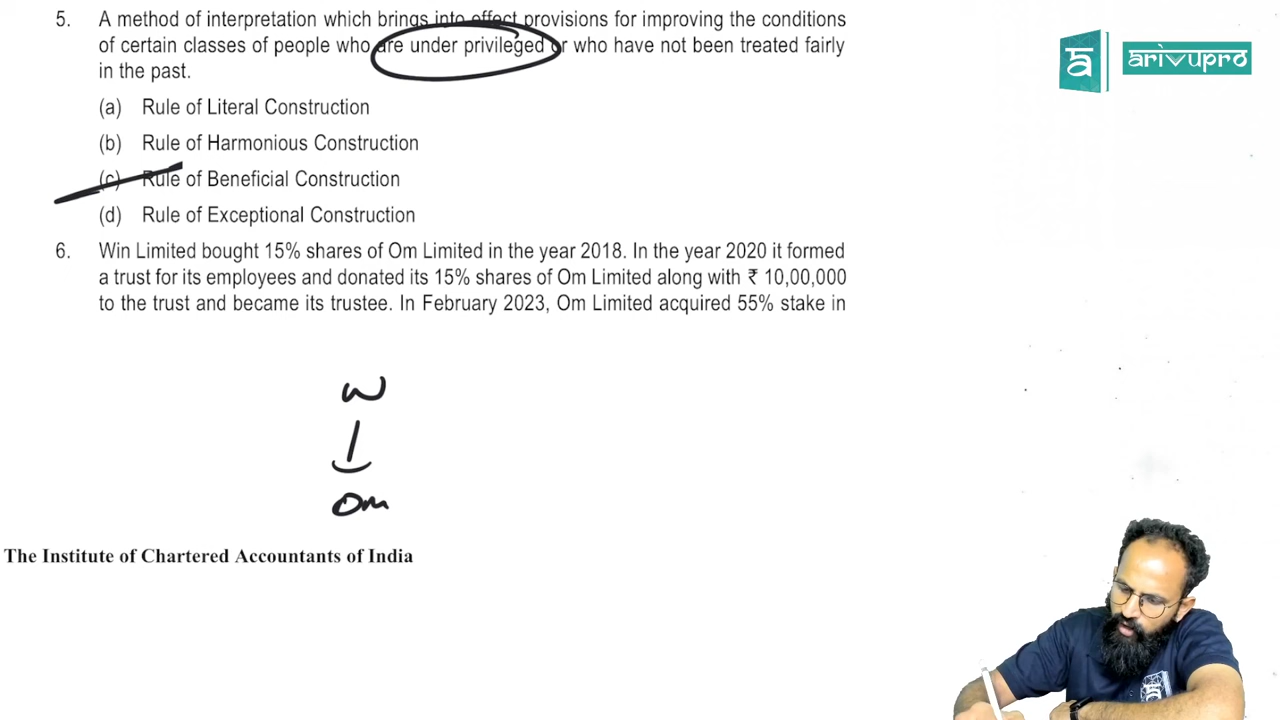 5. A method of interpretation which brings into effect provisions for improving the conditions
of certain classes of people who are under privileged or who have not been treated fairly
in the past.
(a) Rule of Literal Construction
(b) Rule of Harmonious Construction
(c) Rule of Beneficial Construction
(d) Rule of Exceptional Construction
6. Win Limited bought 15% shares of Om Limited in the year 2018. In the year 2020 it formed
a trust for its employees and donated its 15% shares of Om Limited along with ₹ 10,00,000
to the trust and became its trustee. In February 2023, Om Limited acquired 55% stake in
W
Om
The Institute of Chartered Accountants of India
ā arivupro